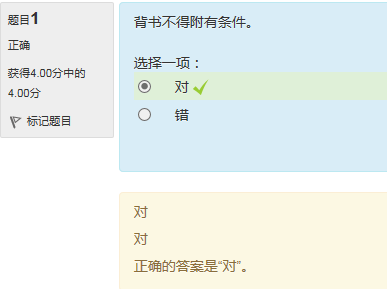 题目1
正确
获得4.00分中的
4.00分
标记题目
背书不得附有条件。
选择一项：
对
错
对
对
正确的答案是“对”。